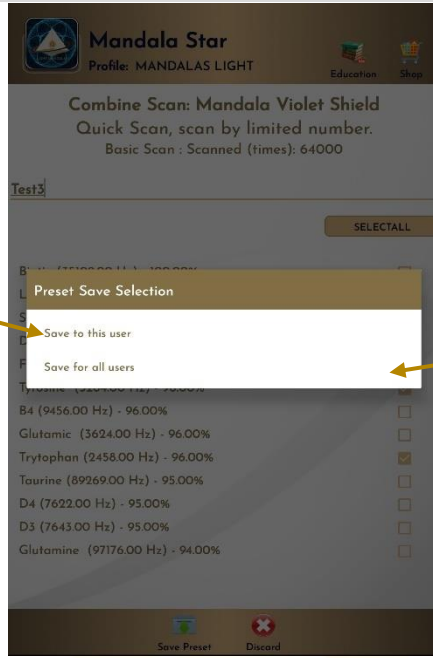 Mandala Star
Profile: MANDALAS LIGHT
Education
Shop
Combine Scan: Mandala Violet Shield
Quick Scan, scan by limited number.
Basic Scan : Scanned (times): 64000
Test3
SELECTALL
Preset Save Selection
Save to this user
Save for all users
B4 (9456.00 Hz) - 96.00%
Glutamic (3624.00 Hz) - 96.00%
Trytophan (2458.00 Hz) - 96.00%
Taurine (89269.00 Hz) - 95.00%
D4 (7622.00 Hz) - 95.00%
D3 (7643.00 Hz) - 95.00%
Glutamine (97176.00 Hz) - 94.00%
Save Preset
Discard